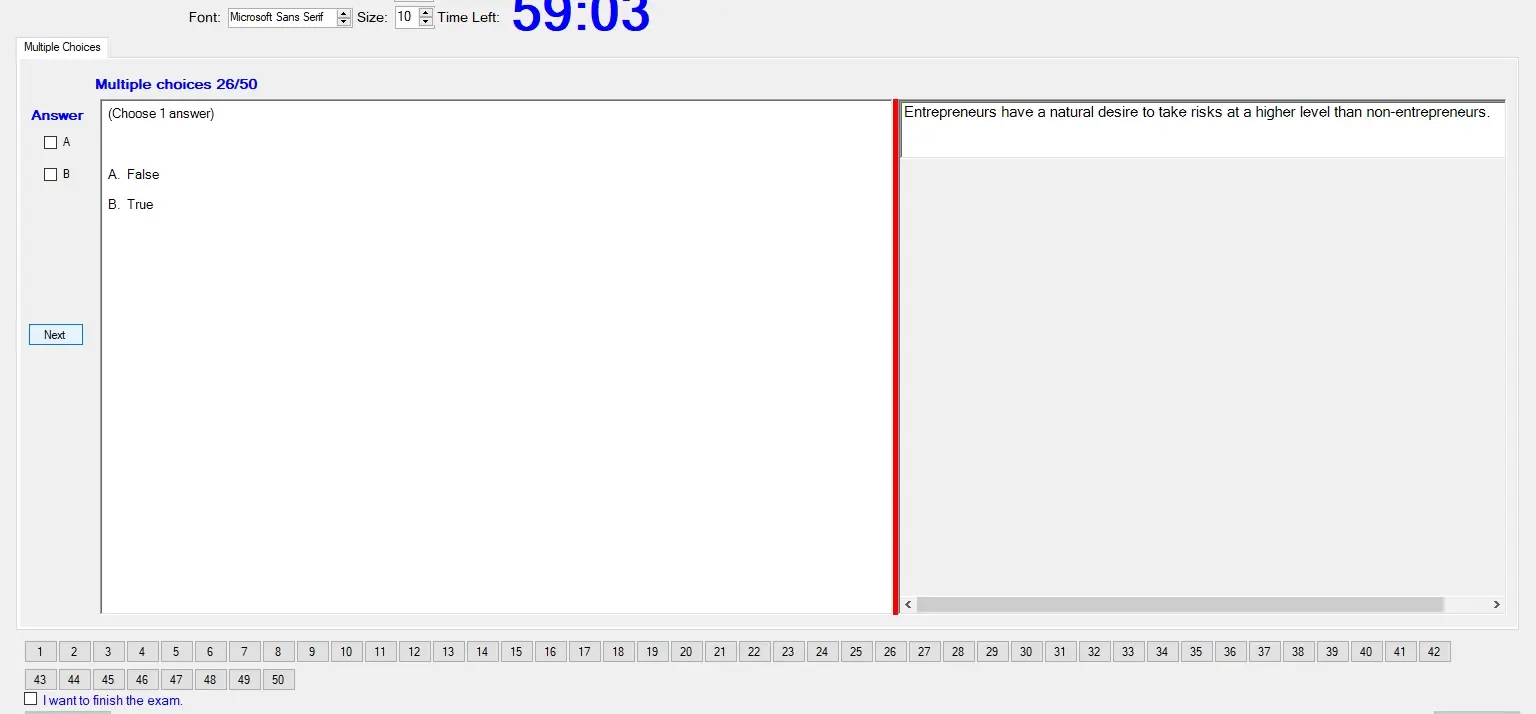 Font: Microsoft Sans Serif Size: 10 Time Left: 59:03
Multiple Choices
Multiple choices 26/50
Answer
(Choose 1 answer)
Entrepreneurs have a natural desire to take risks at a higher level than non-entrepreneurs.
A
B
A. False
B. True
Next
1 2 3 4 5 6 7 8 9 10 11 12 13 14 15 16 17 18 19 20 21 22 23 24 25 26 27 28 29 30 31 32 33 34 35 36 37 38 39 40 41 42
43 44 45 46 47 48 49 50
I want to finish the exam.